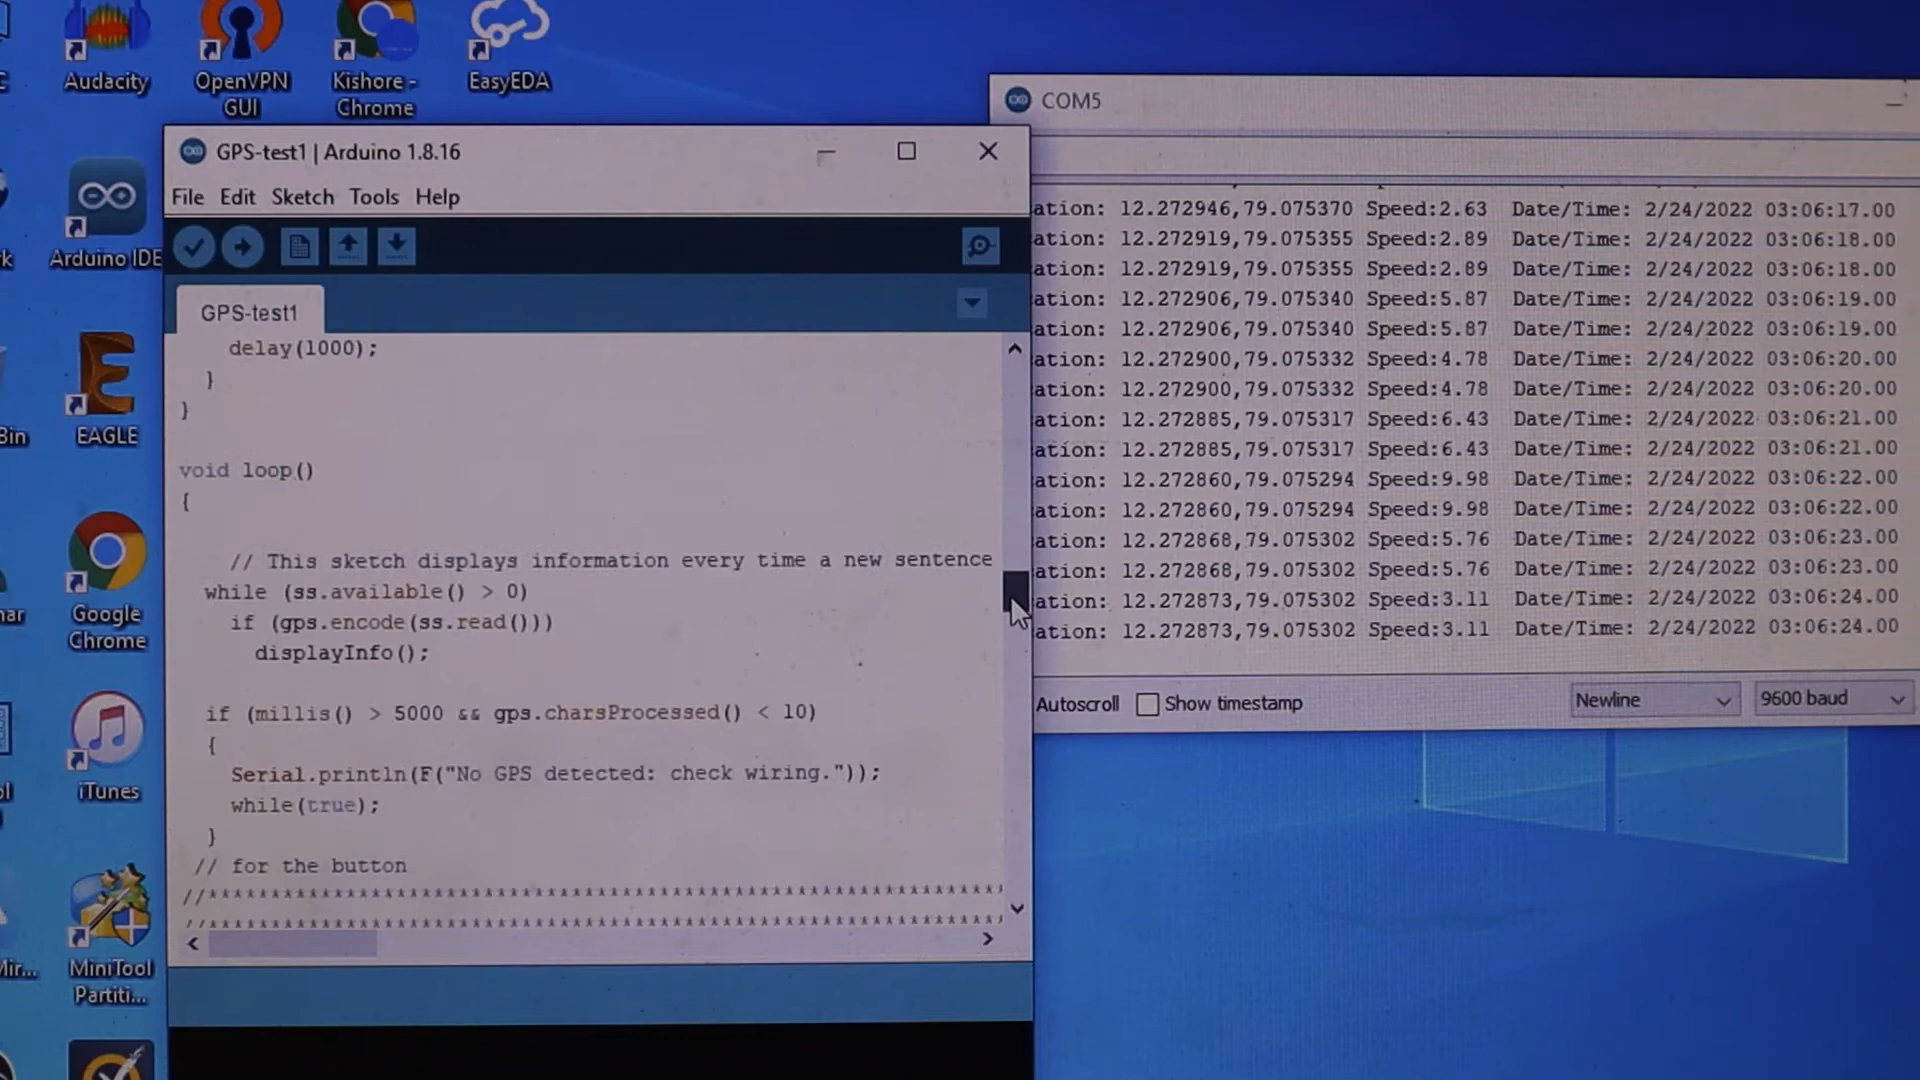 Audacity
OpenVPN
GUI
Kishore -
Chrome
EasyEDA
Arduino IDE
EAGLE
Google
Chrome
iTunes
MiniTool
Partiti...
Bin
GPS-test1 | Arduino 1.8.16
File Edit Sketch Tools Help
GPS-test1
delay(1000);
}
}
void loop()
{
// This sketch displays information every time a new sentence
while (ss.available() > 0)
if (gps.encode(ss.read()))
displayInfo();
if (millis() > 5000 && gps.charsProcessed() < 10)
{
Serial.println(F("No GPS detected: check wiring."));
while(true);
}
// for the button
COM5
ation: 12.272946,79.075370 Speed:2.63 Date/Time: 2/24/2022 03:06:17.00
ation: 12.272919,79.075355 Speed:2.89 Date/Time: 2/24/2022 03:06:18.00
ation: 12.272919,79.075355 Speed:2.89 Date/Time: 2/24/2022 03:06:18.00
ation: 12.272906,79.075340 Speed:5.87 Date/Time: 2/24/2022 03:06:19.00
ation: 12.272906,79.075340 Speed:5.87 Date/Time: 2/24/2022 03:06:19.00
ation: 12.272900,79.075332 Speed:4.78 Date/Time: 2/24/2022 03:06:20.00
ation: 12.272900,79.075332 Speed:4.78 Date/Time: 2/24/2022 03:06:20.00
ation: 12.272885,79.075317 Speed:6.43 Date/Time: 2/24/2022 03:06:21.00
ation: 12.272885,79.075317 Speed:6.43 Date/Time: 2/24/2022 03:06:21.00
ation: 12.272860,79.075294 Speed:9.98 Date/Time: 2/24/2022 03:06:22.00
ation: 12.272860,79.075294 Speed:9.98 Date/Time: 2/24/2022 03:06:22.00
ation: 12.272868,79.075302 Speed:5.76 Date/Time: 2/24/2022 03:06:23.00
ation: 12.272868,79.075302 Speed:5.76 Date/Time: 2/24/2022 03:06:23.00
ation: 12.272873,79.075302 Speed:3.11 Date/Time: 2/24/2022 03:06:24.00
ation: 12.272873,79.075302 Speed:3.11 Date/Time: 2/24/2022 03:06:24.00
Autoscroll Show timestamp
Newline
9600 baud